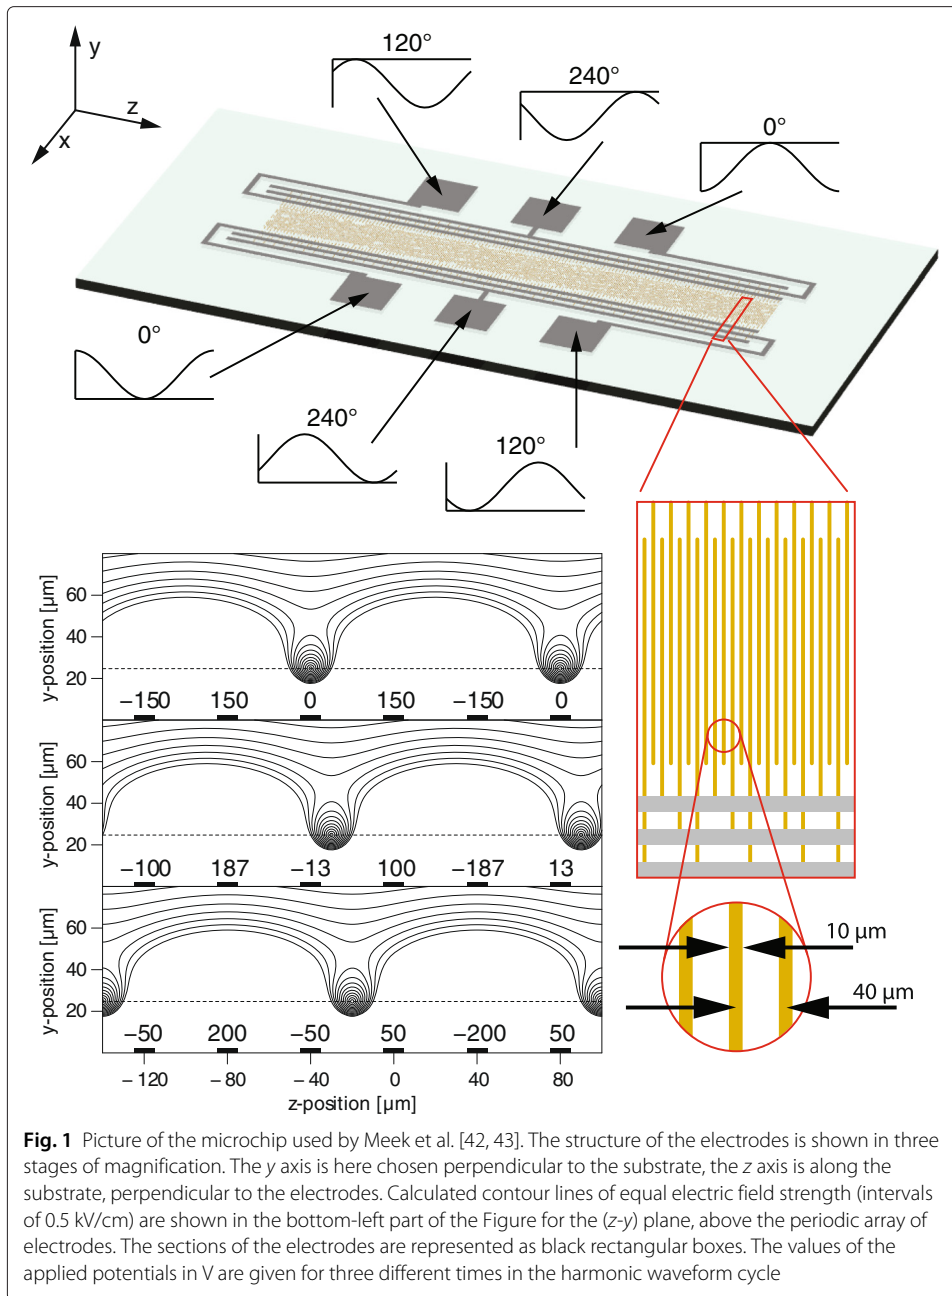 y
z
x
120°
240°
0°
0°
240°
120°
y-position [μm]
60
40
20
−150 150 0 150 −150 0
y-position [μm]
60
40
20
−100 187 −13 100 −187 13
y-position [μm]
60
40
20
−50 200 −50 50 −200 50
− 120 − 80 − 40 0 40 80
z-position [μm]
10 μm
40 μm
Fig. 1 Picture of the microchip used by Meek et al. [42, 43]. The structure of the electrodes is shown in three
stages of magnification. The y axis is here chosen perpendicular to the substrate, the z axis is along the
substrate, perpendicular to the electrodes. Calculated contour lines of equal electric field strength (intervals
of 0.5 kV/cm) are shown in the bottom-left part of the Figure for the (z-y) plane, above the periodic array of
electrodes. The sections of the electrodes are represented as black rectangular boxes. The values of the
applied potentials in V are given for three different times in the harmonic waveform cycle